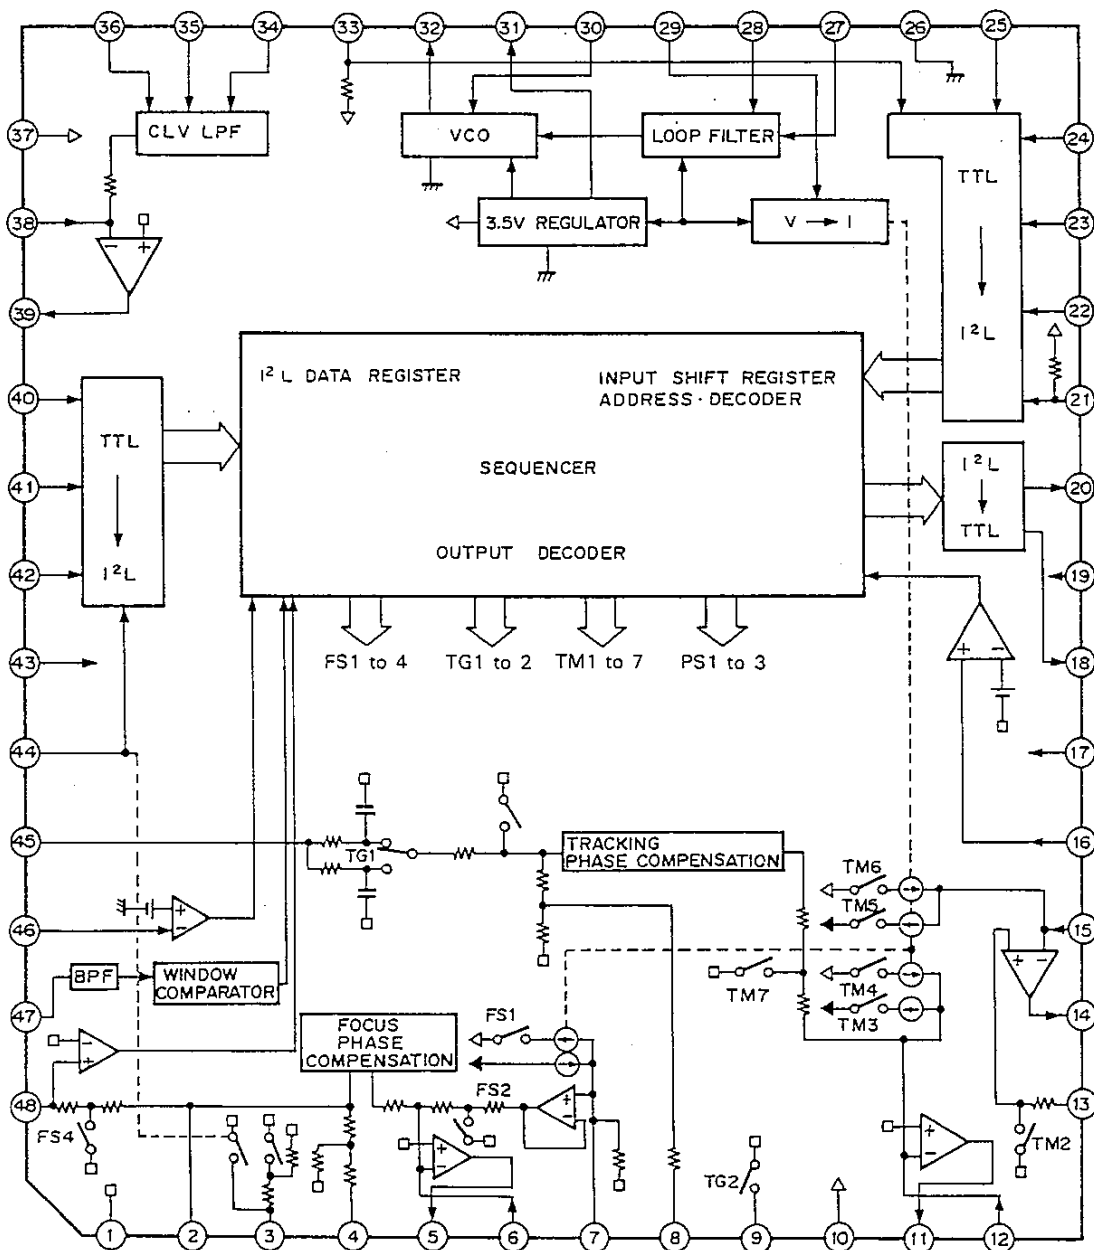 36 35 34 33 32 31 30 29 28 27 26 25
37
CLV LPF
VCO
LOOP FILTER
24
TTL
38
3.5V REGULATOR
V → I
23
- +
39
22
I²L
I²L DATA REGISTER
INPUT SHIFT REGISTER
ADDRESS · DECODER
40
21
TTL
SEQUENCER
I²L
41
20
TTL
OUTPUT DECODER
I²L
42
19
43
FS1 to 4
TG1 to 2
TM1 to 7
PS1 to 3
+ -
18
44
17
45
TG1
TRACKING
PHASE COMPENSATION
16
TM6
TM5
+
-
46
15
+ -
BPF
WINDOW
COMPARATOR
TM7
TM4
TM3
47
14
FOCUS
PHASE
COMPENSATION
FS1
-
+
FS2
+
-
48
13
FS4
+
-
+
-
TM2
TG2
1 2 3 4 5 6 7 8 9 10 11 12